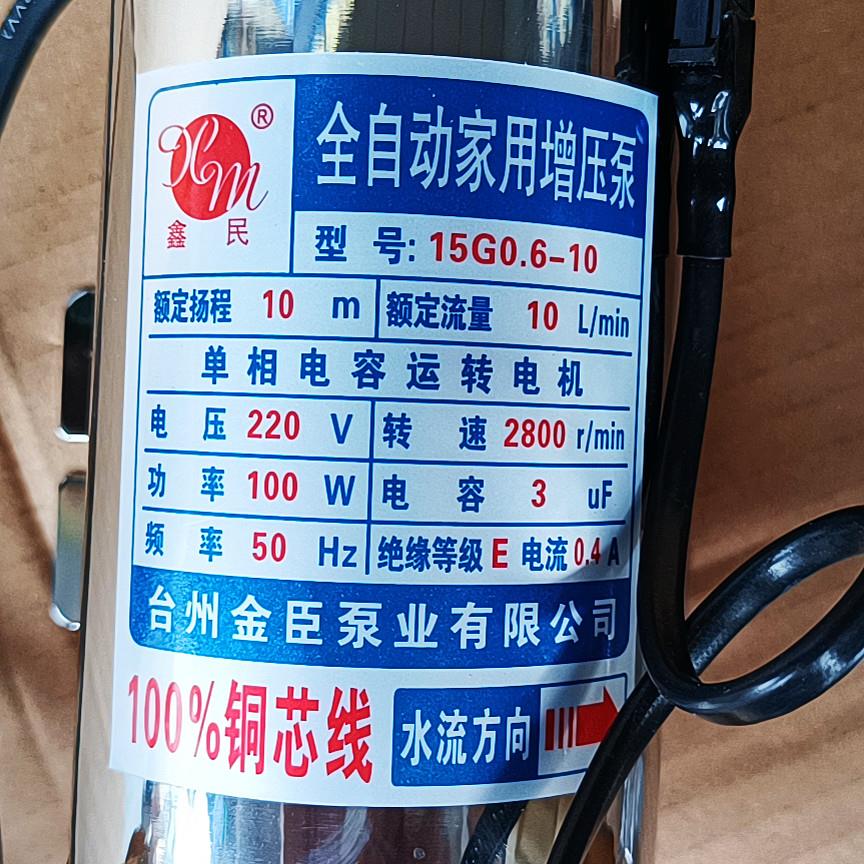 XM®
鑫 民
全自动家用增压泵
型 号: 15G0.6-10
额定扬程 10 m 额定流量 10 L/min
单相电容运转电机
电 压 220 V 转 速 2800 r/min
功 率 100 W 电 容 3 uF
频 率 50 Hz 绝缘等级 E 电流 0.4 A
台州金臣泵业有限公司
100%铜芯线
水流方向